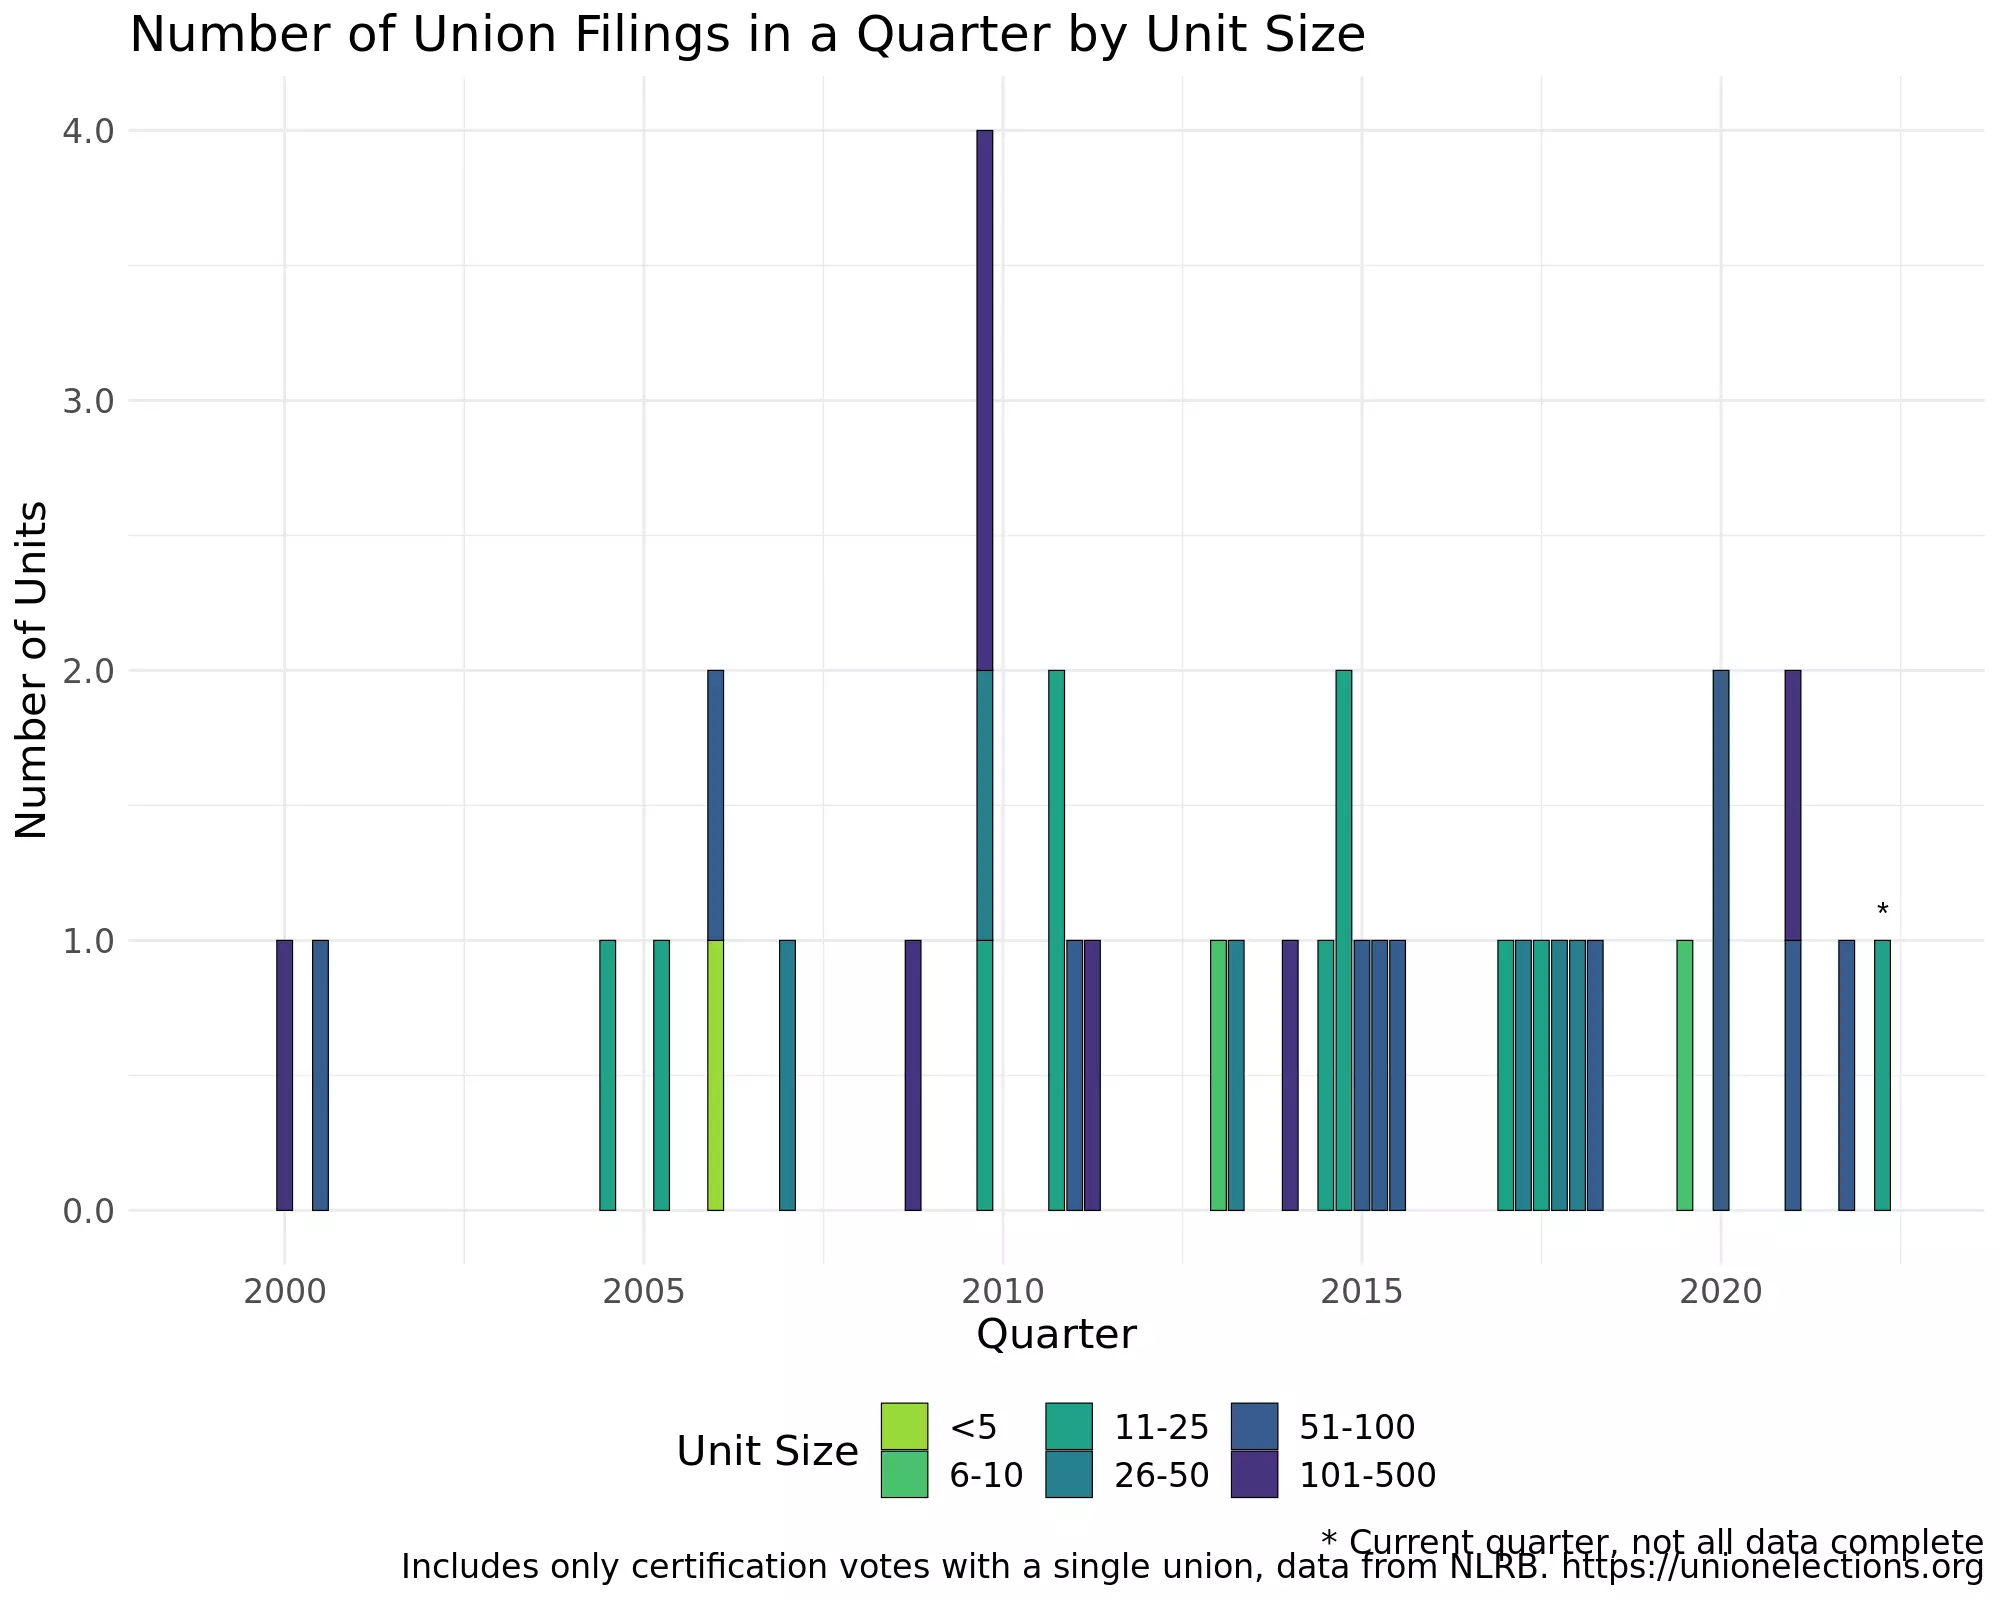 Number of Union Filings in a Quarter by Unit Size
4.0
3.0
2.0
1.0
0.0
Number of Units
*
2000 2005 2010 2015 2020
Quarter
Unit Size
<5 11-25 51-100
6-10 26-50 101-500
* Current quarter, not all data complete
Includes only certification votes with a single union, data from NLRB. https://unionelections.org